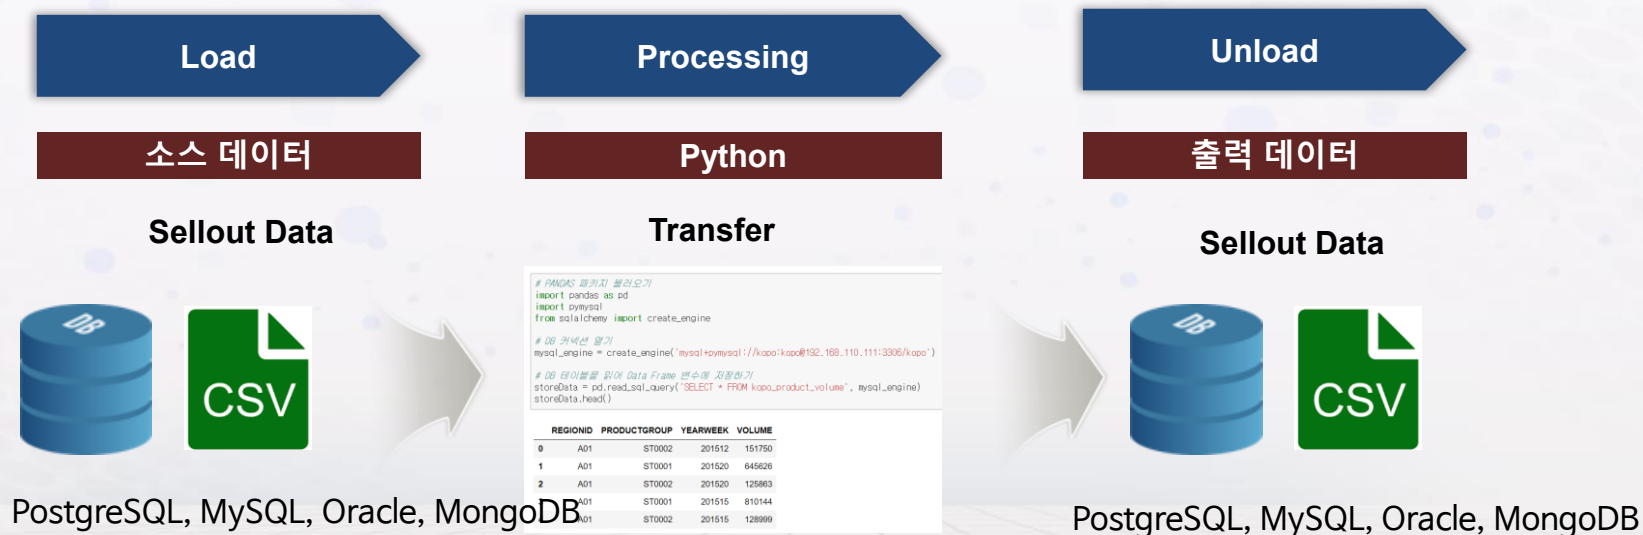 Load
소스 데이터
Sellout Data
DB
CSV
PostgreSQL, MySQL, Oracle, MongoDB
Processing
Python
Transfer
# PANDAS 패키지 불러오기
import pandas as pd
import pymysql
from sqlalchemy import create_engine
# DB 커넥션 열기
mysql_engine = create_engine('mysql+pymysql://kopo:kopo@192.168.110.111:3306/kopo')
# DB 테이블을 읽어 Data Frame 변수에 저장하기
storeData = pd.read_sql_query('SELECT * FROM kopo_product_volume', mysql_engine)
storeData.head()
REGIONID PRODUCTGROUP YEARWEEK VOLUME
0 A01 ST0002 201512 151750
1 A01 ST0001 201520 645626
2 A01 ST0002 201520 125863
A01 ST0001 201515 810144
A01 ST0002 201515 128999
Unload
출력 데이터
Sellout Data
DB
CSV
PostgreSQL, MySQL, Oracle, MongoDB